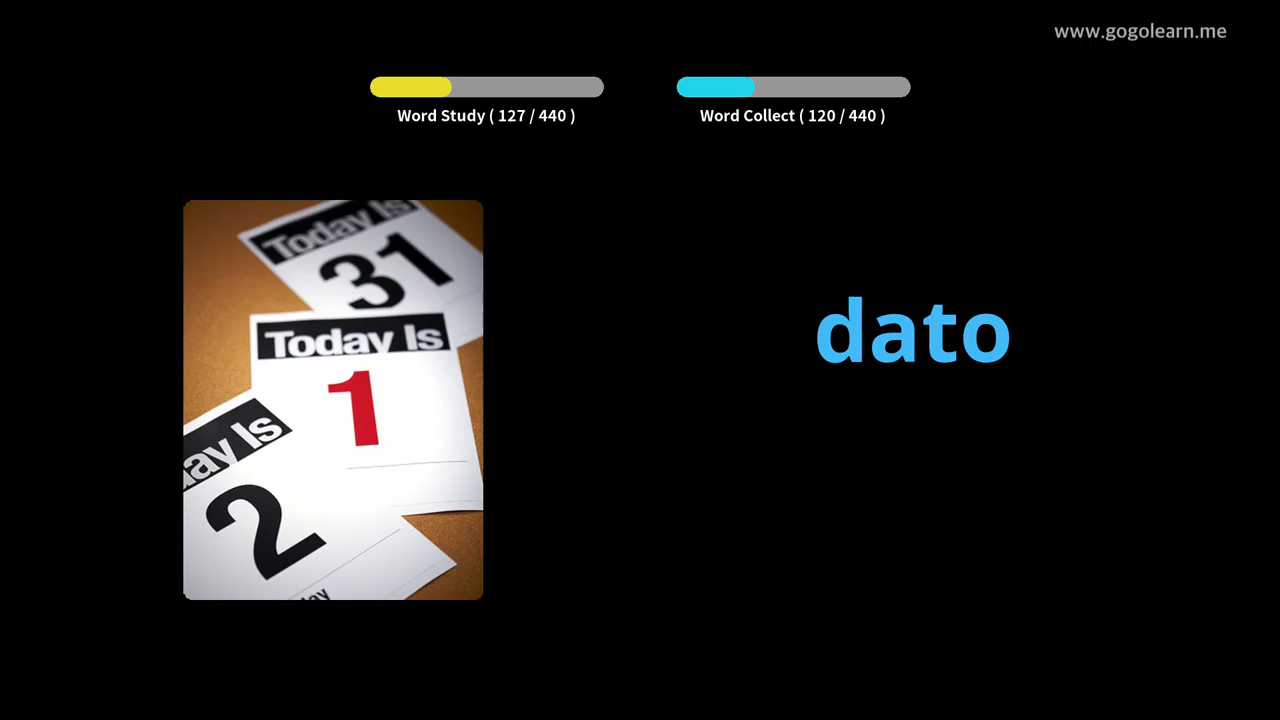 www.gogolearn.me
Word Study ( 127 / 440 )
Word Collect ( 120 / 440 )
Today Is
31
Today Is
1
ay Is
2
ay
dato